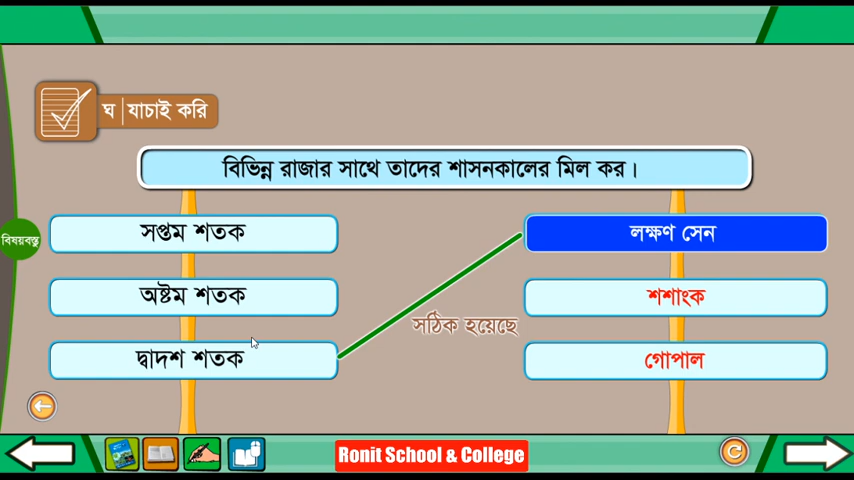 ঘ | যাচাই করি
বিভিন্ন রাজার সাথে তাদের শাসনকালের মিল কর।
বিষয়বস্তু
সপ্তম শতক
লক্ষণ সেন
অষ্টম শতক
শশাংক
সঠিক হয়েছে
দ্বাদশ শতক
গোপাল
Ronit School & College